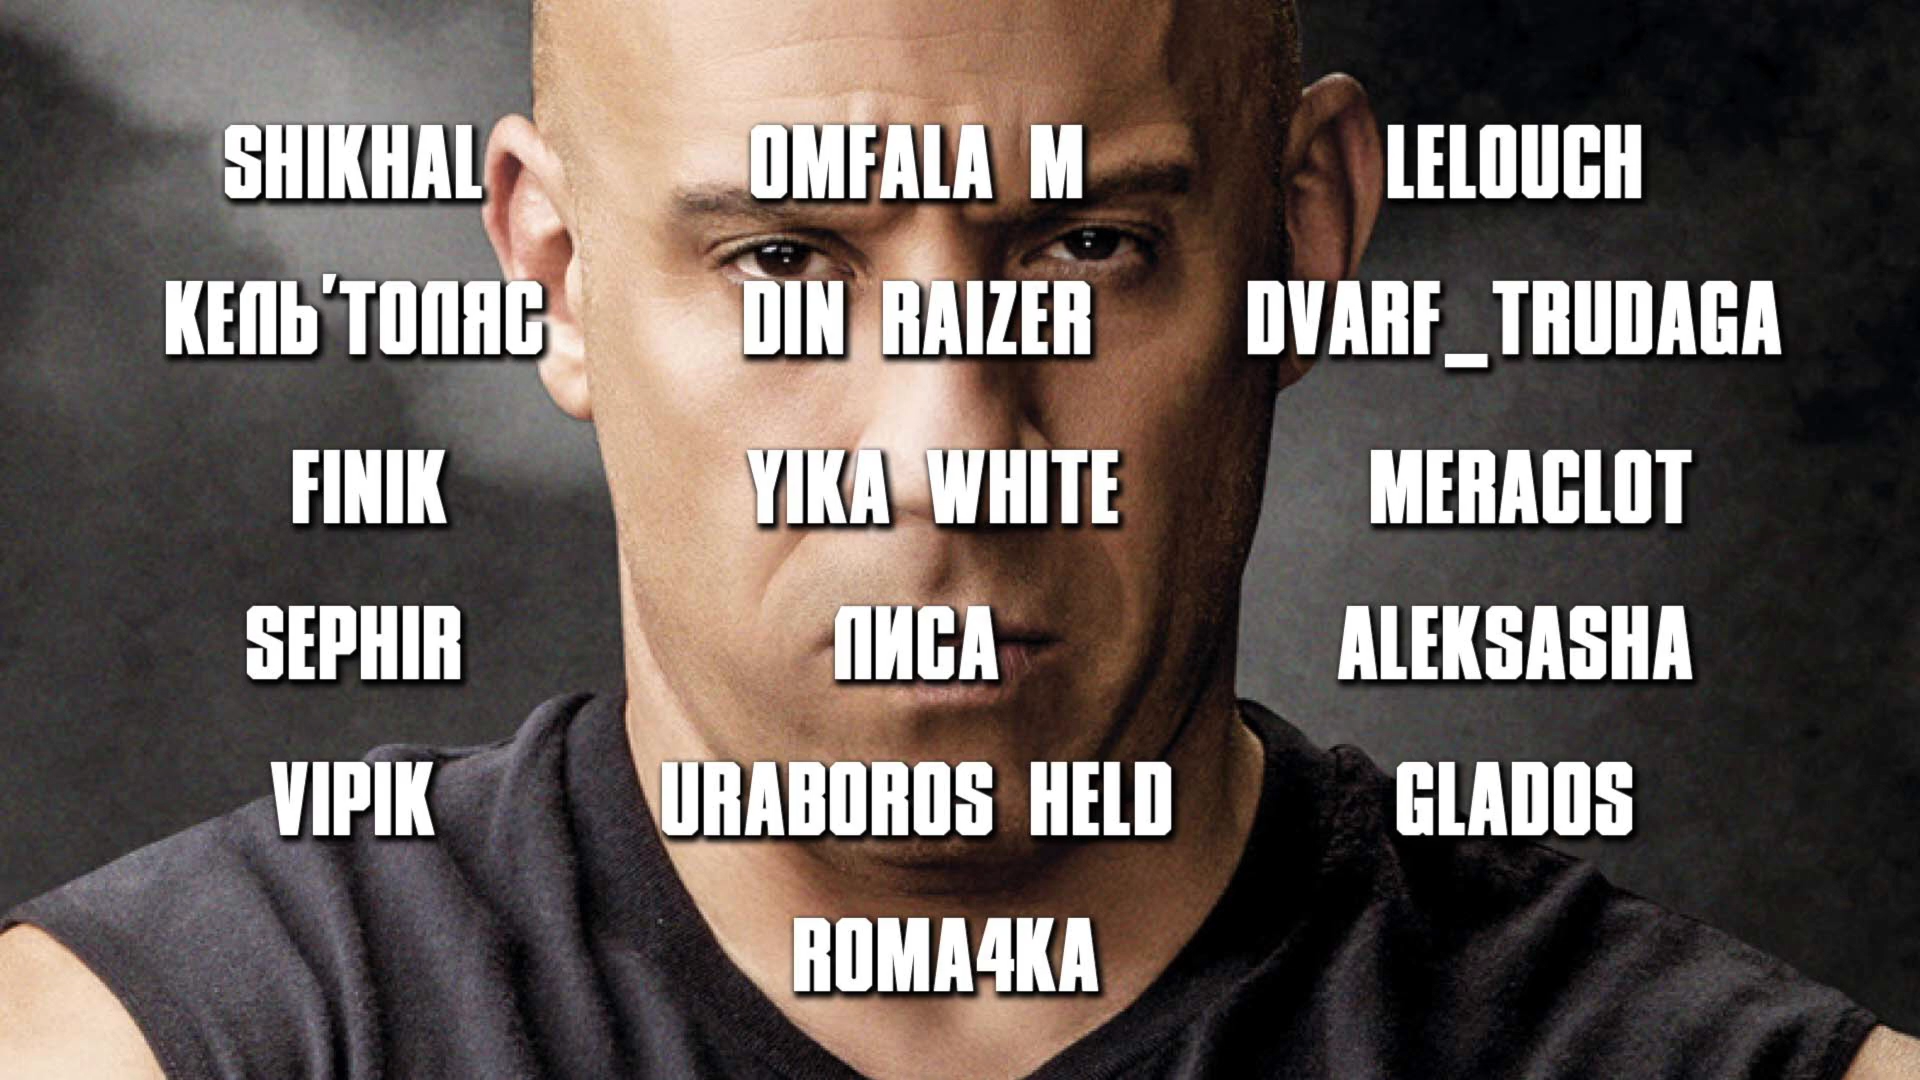 SHIKHAL OMFALA M LELOUCH
КЕЛЬ'ТОЛЯС DIN RAIZER DVARF_TRUDAGA
FINIK YIKA WHITE MERACLOT
SEPHIR ЛИСА ALEKSASHA
VIPIK URABOROS HELD GLADOS
ROMA4KA